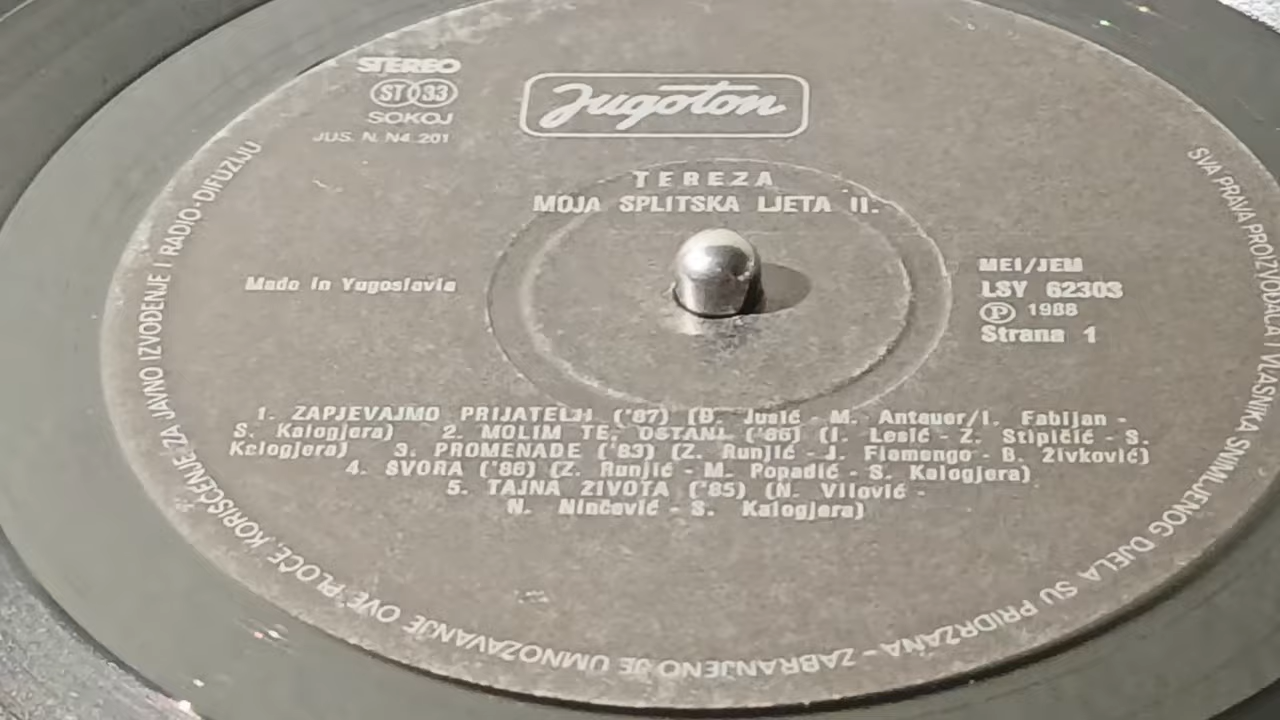 STEREO
ST 33
SOKOJ
JUS. N. N4.201
Jugoton
TEREZA
MOJA SPLITSKA LJETA II.
Made in Yugoslavia
MEI/JEM
LSY 62303
P 1988
Strana 1
1. ZAPJEVAJMO PRIJATELJI ('87) (Đ. Jusić - M. Antauer/I. Fabijan -
S. Kalogjera) 2. MOLIM TE, OSTANI ('86) (I. Lesić - Z. Stipičić - S.
Kalogjera) 3. PROMENADE ('83) (Z. Runjić - J. Flamengo - B. Živković)
4. SVORA ('86) (Z. Runjić - M. Popadić - S. Kalogjera)
5. TAJNA ŽIVOTA ('85) (N. Vilović -
N. Ninčević - S. Kalogjera)
SVA PRAVA PROIZVOĐAČA I VLASNIKA SNIMLJENOG DJELA SU PRIDRŽANA - ZABRANJENO JE UMNOŽAVANJE OVE PLOČE, KORIŠĆENJE ZA JAVNO IZVOĐENJE I RADIO-DIFUZIJU